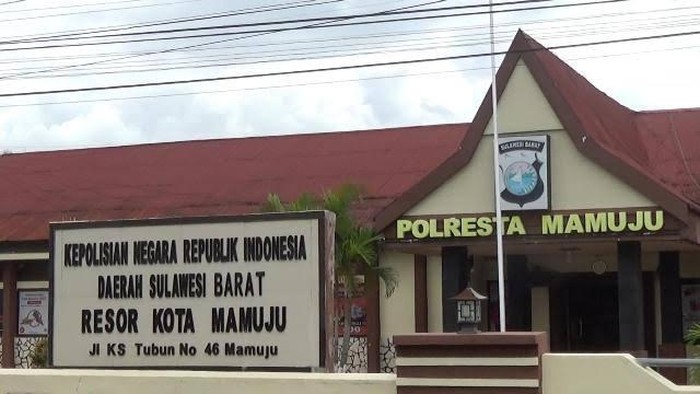 KEPOLISIAN NEGARA REPUBLIK INDONESIA
DAERAH SULAWESI BARAT
RESOR KOTA MAMUJU
Jl KS Tubun No 46 Mamuju
SULAWESI BARAT
POLRESTA MAMUJU